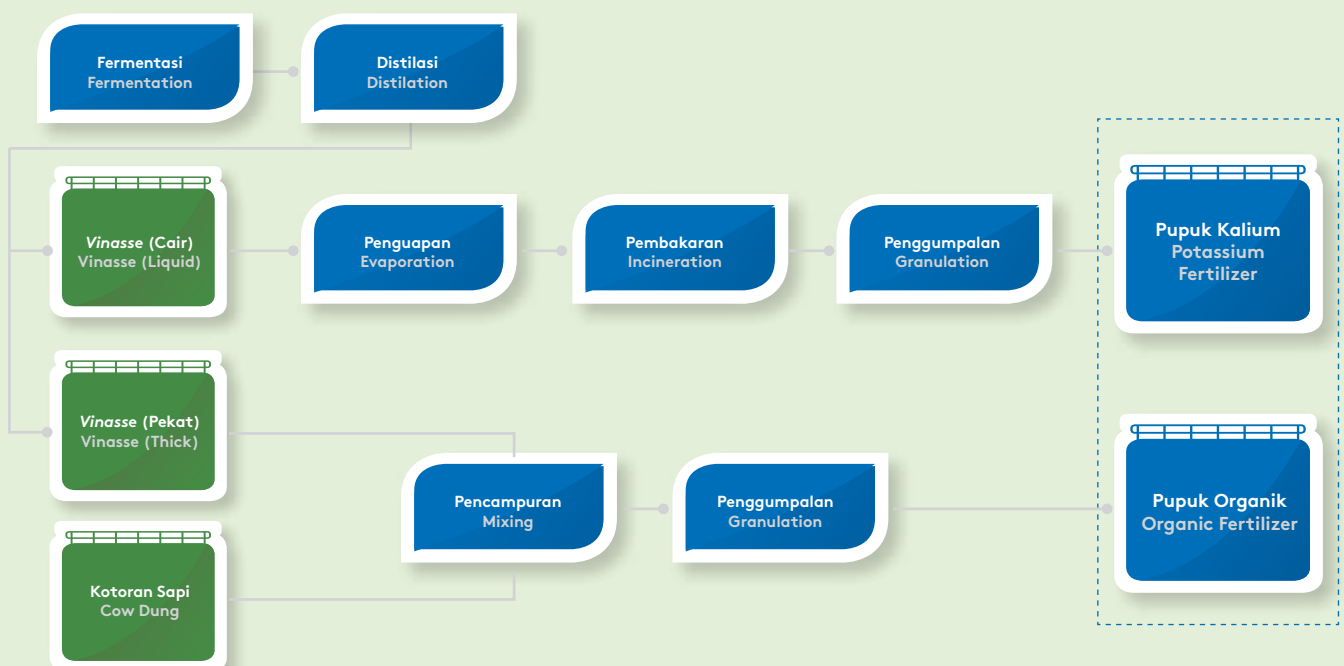 Fermentasi
Fermentation
Distilasi
Distilation
Vinasse (Cair)
Vinasse (Liquid)
Penguapan
Evaporation
Pembakaran
Incineration
Penggumpalan
Granulation
Pupuk Kalium
Potassium
Fertilizer
Vinasse (Pekat)
Vinasse (Thick)
Pencampuran
Mixing
Penggumpalan
Granulation
Pupuk Organik
Organic Fertilizer
Kotoran Sapi
Cow Dung